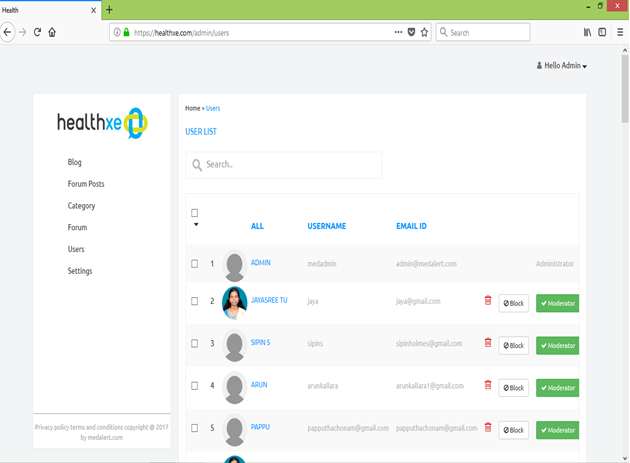 Health
https://healthxe.com/admin/users
Search
Hello Admin
healthxe
Home > Users
Blog
Forum Posts
Category
Forum
Users
Settings
USER LIST
Search..
ALL USERNAME EMAIL ID
1 ADMIN medadmin admin@medalert.com Administrator
2 JAYASREE TU jaya jaya@gmail.com Block Moderator
3 SIPIN S sipins sipinholmes@gmail.com Block Moderator
4 ARUN arunkallara arunkallara1@gmail.com Block Moderator
5 PAPPU papputhachonam@gmail.com papputhachonam@gmail.com Block Moderator
Privacy policy terms and conditions copyright @ 2017
by medalert.com